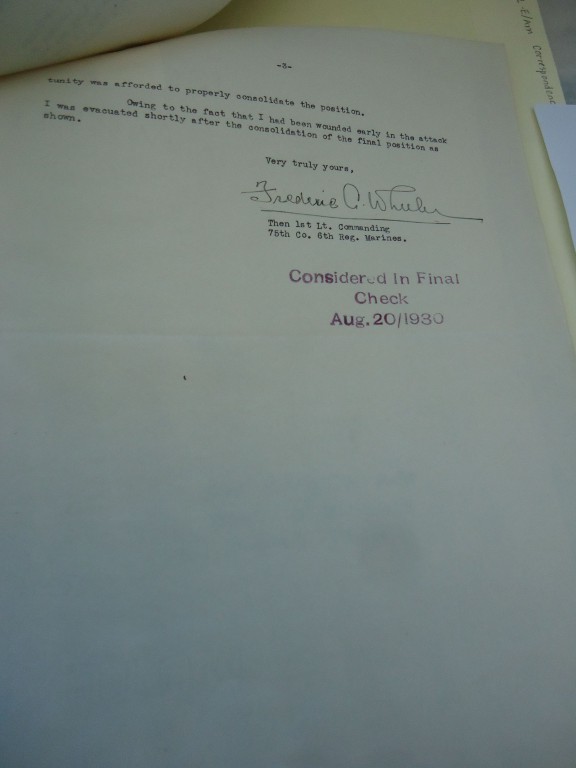 -3-
tunity was afforded to properly consolidate the position.
Owing to the fact that I had been wounded early in the attack
I was evacuated shortly after the consolidation of the final position as
shown.
Very truly yours,
Frederic C. Wheeler
Then 1st Lt. Commanding
75th Co. 6th Reg. Marines.
Considered In Final
Check
Aug. 20/1930